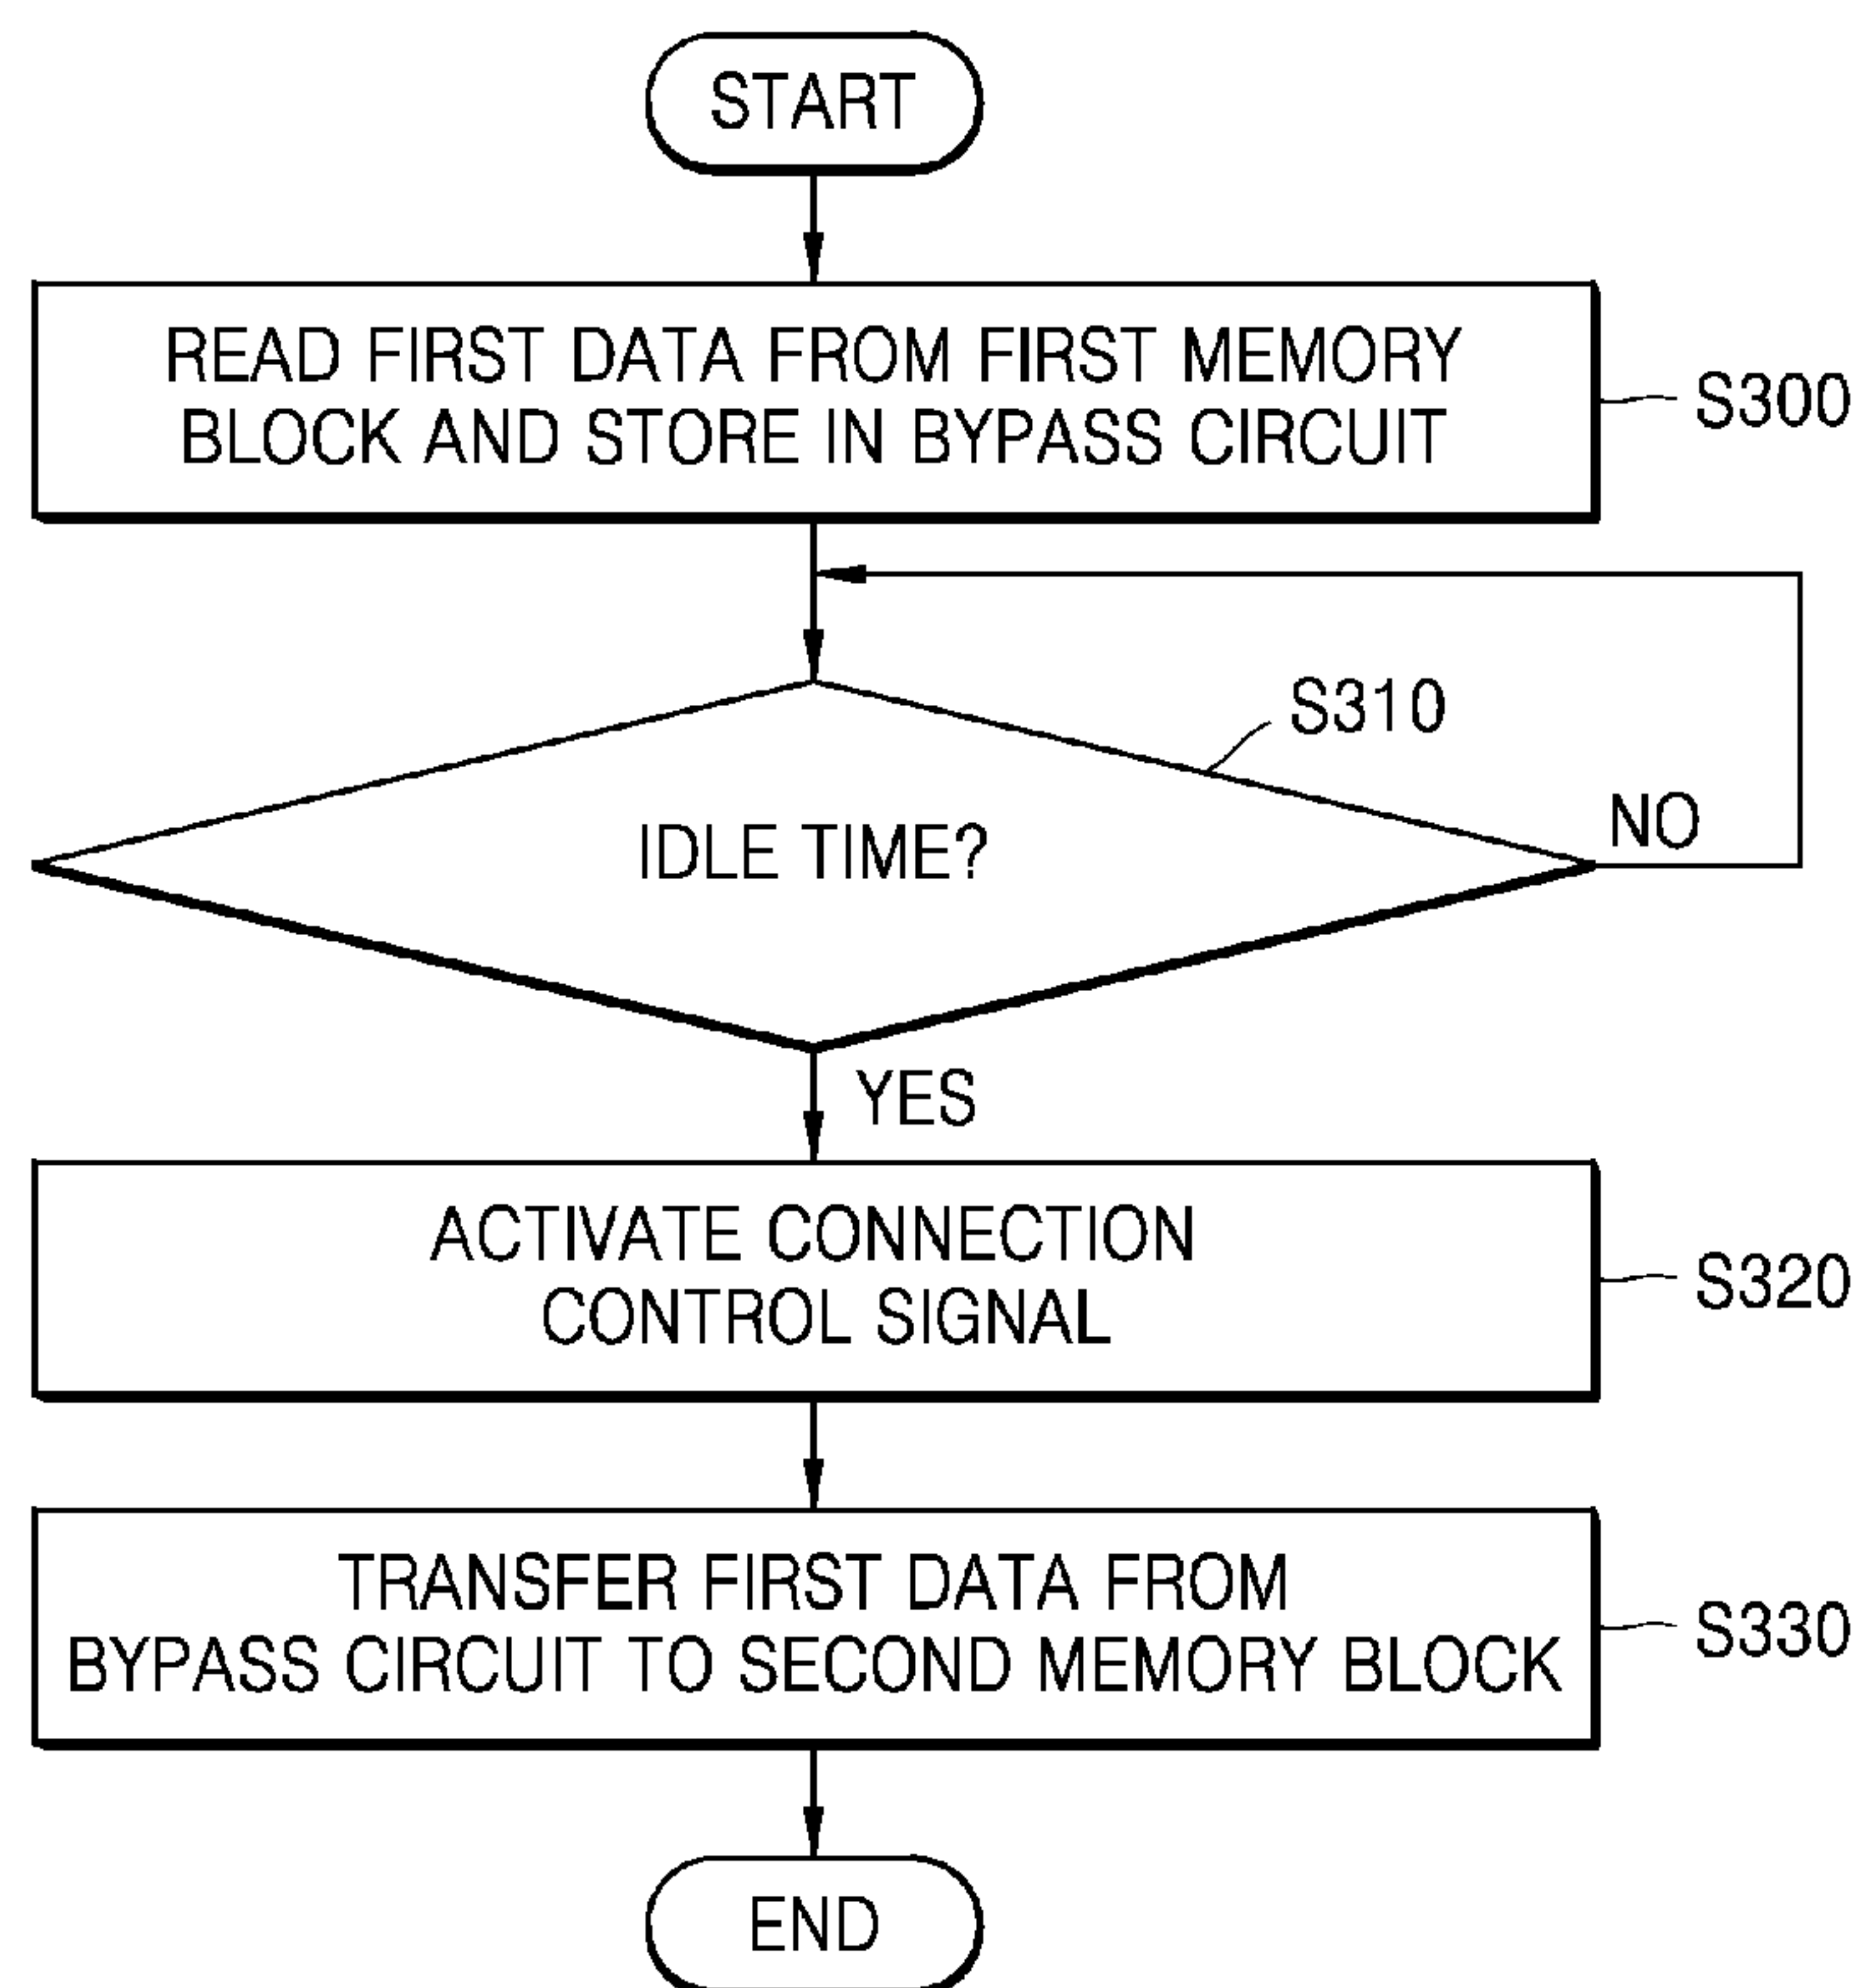 START
READ FIRST DATA FROM FIRST MEMORY
BLOCK AND STORE IN BYPASS CIRCUIT
S300
S310
IDLE TIME?
NO
YES
ACTIVATE CONNECTION
CONTROL SIGNAL
S320
TRANSFER FIRST DATA FROM
BYPASS CIRCUIT TO SECOND MEMORY BLOCK
S330
END